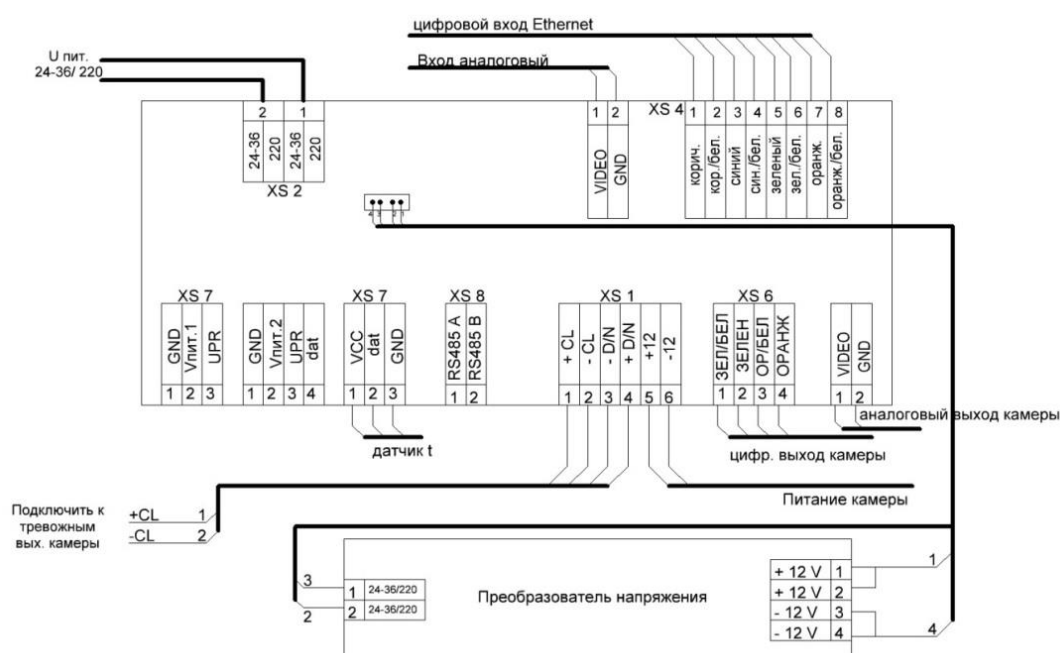 цифровой вход Ethernet
U пит.
24-36/ 220
Вход аналоговый
2 1
24-36 220 24-36 220
XS 2
1 2
VIDEO GND
XS 4 1 2 3 4 5 6 7 8
корич. кор./бел. синий син./бел. зеленый зел./бел. оранж. оранж./бел.
4 3 2 1
XS 7
GND Vпит.1 UPR
1 2 3
GND Vпит.2 UPR dat
1 2 3 4
XS 7
VCC dat GND
1 2 3
XS 8
RS485 A RS485 B
1 2
XS 1
+ CL - CL - D/N + D/N +12 -12
1 2 3 4 5 6
XS 6
ЗЕЛ/БЕЛ ЗЕЛЕН ОР/БЕЛ ОРАНЖ
1 2 3 4
VIDEO GND
1 2
аналоговый выход камеры
датчик t
цифр. выход камеры
Питание камеры
Подключить к
тревожным
вых. камеры
+CL 1
-CL 2
3
1 24-36/220
2 24-36/220
2
Преобразователь напряжения
+ 12 V 1
+ 12 V 2
- 12 V 3
- 12 V 4
1
4